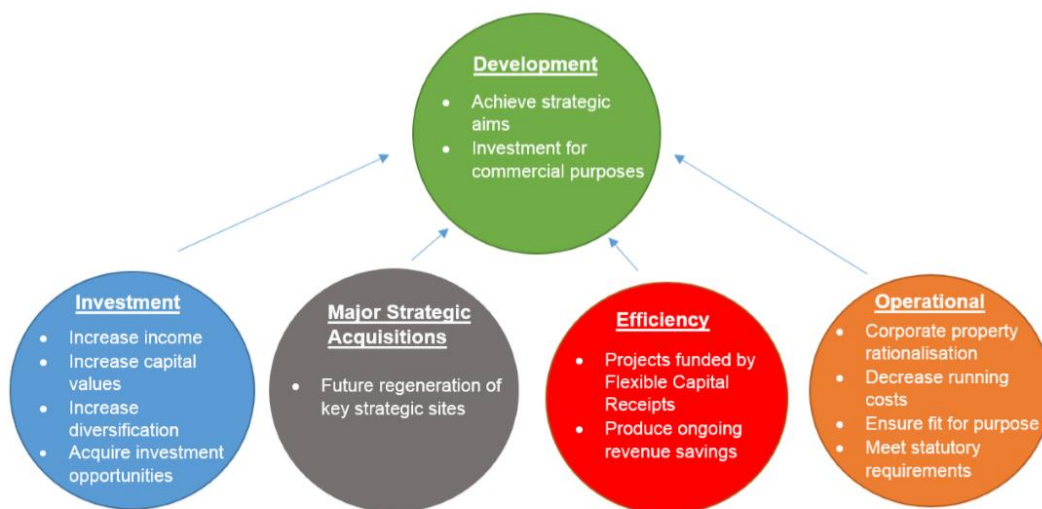 Development
• Achieve strategic
aims
• Investment for
commercial purposes
Investment
• Increase income
• Increase capital
values
• Increase
diversification
• Acquire investment
opportunities
Major Strategic
Acquisitions
• Future regeneration of
key strategic sites
Efficiency
• Projects funded by
Flexible Capital
Receipts
• Produce ongoing
revenue savings
Operational
• Corporate property
rationalisation
• Decrease running
costs
• Ensure fit for purpose
• Meet statutory
requirements